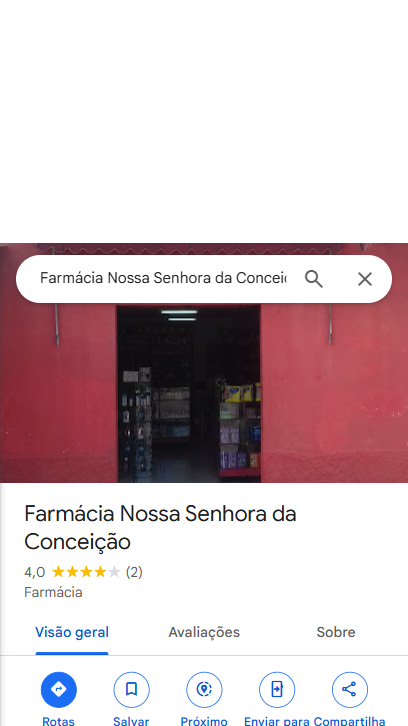 Farmácia Nossa Senhora da Concei
Farmácia Nossa Senhora da
Conceição
4,0 (2)
Farmácia
Visão geral Avaliações Sobre
Rotas Salvar Próximo Enviar para Compartilha